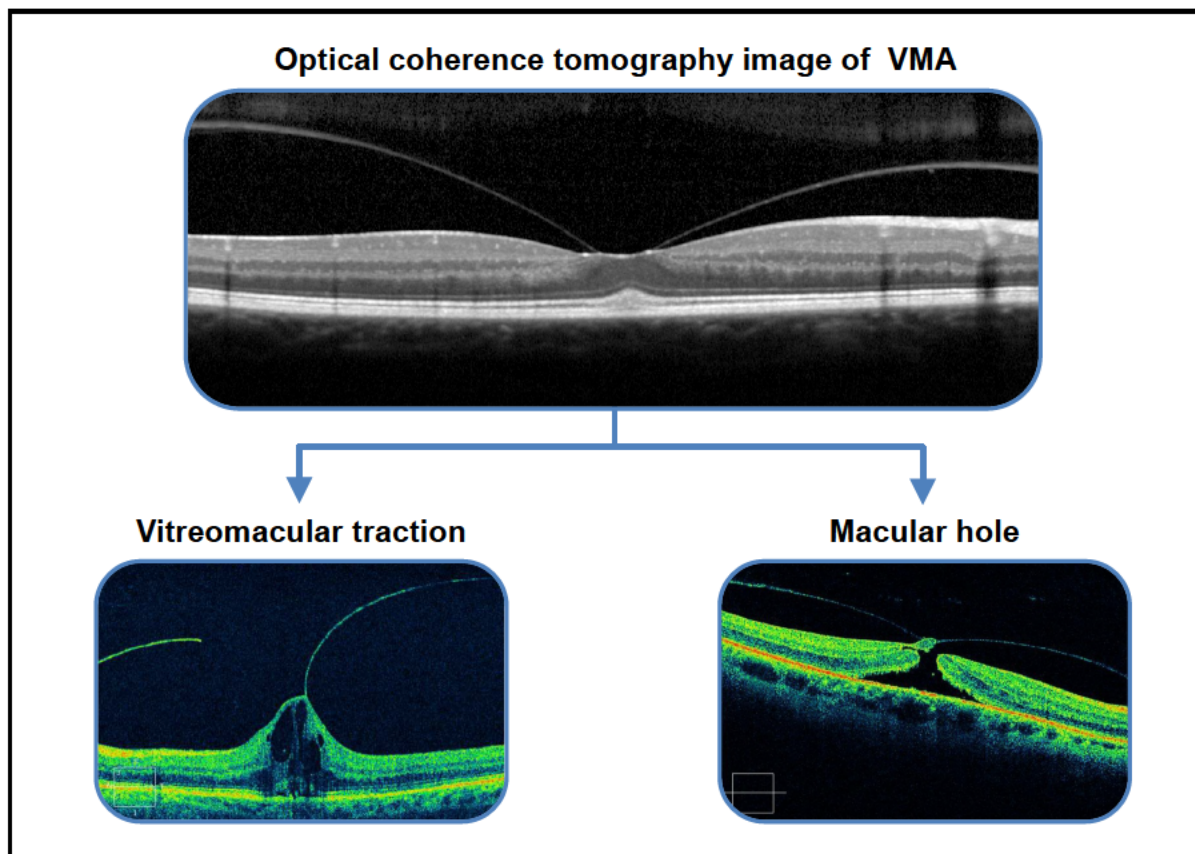 Optical coherence tomography image of VMA
Vitreomacular traction
Macular hole